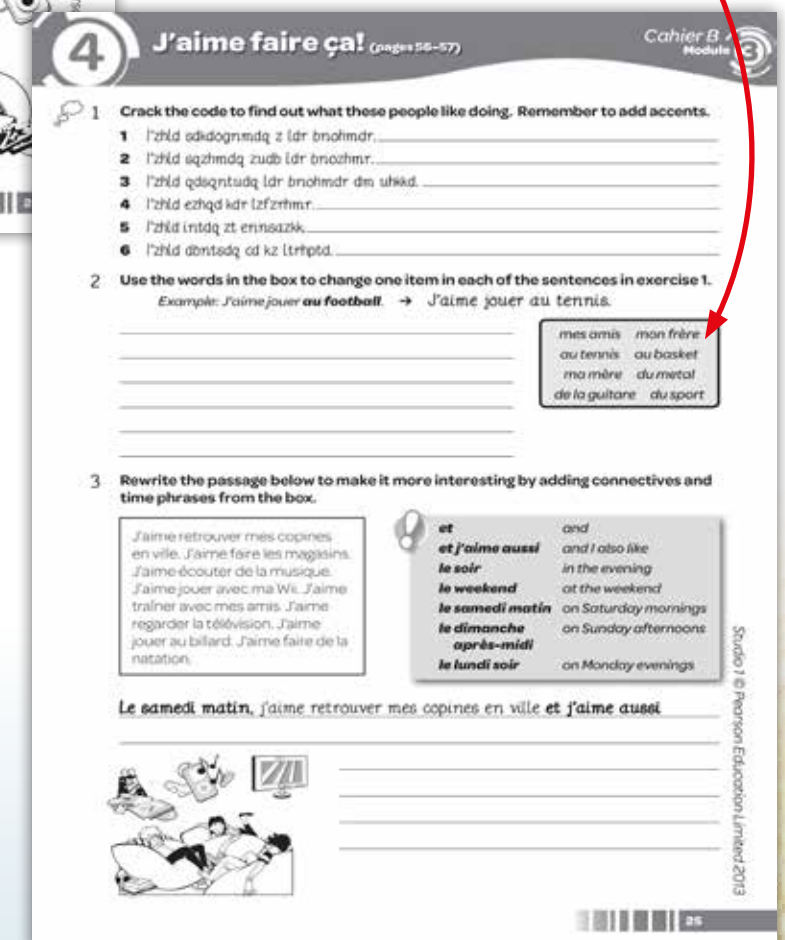 4
J'aime faire ça! (pages 56–57)
Cahier B
Module 3
1 Crack the code to find out what these people like doing. Remember to add accents.
1 I'zhld sdkdognmdq z ldr bnohmdr.
2 I'zhld sqzhmdq zudb ldr bnozhmr.
3 I'zhld qdsqntudq ldr bnohmdr dm uhkkd.
4 I'zhld ezhqd kdr lzfzrhmr.
5 I'zhld intdq zt ennsazkk.
6 I'zhld dbntsdq cd kz ltrhptd.
2 Use the words in the box to change one item in each of the sentences in exercise 1.
Example: J'aime jouer au football. → J'aime jouer au tennis.
mes amis mon frère
au tennis au basket
ma mère du metal
de la guitare du sport
3 Rewrite the passage below to make it more interesting by adding connectives and
time phrases from the box.
J'aime retrouver mes copines
en ville. J'aime faire les magasins.
J'aime écouter de la musique.
J'aime jouer avec ma Wii. J'aime
traîner avec mes amis. J'aime
regarder la télévision. J'aime
jouer au billard. J'aime faire de la
natation.
et and
et j'aime aussi and I also like
le soir in the evening
le weekend at the weekend
le samedi matin on Saturday mornings
le dimanche on Sunday afternoons
après-midi
le lundi soir on Monday evenings
Le samedi matin, j'aime retrouver mes copines en ville et j'aime aussi
Studio 1 © Pearson Education Limited 2013
25